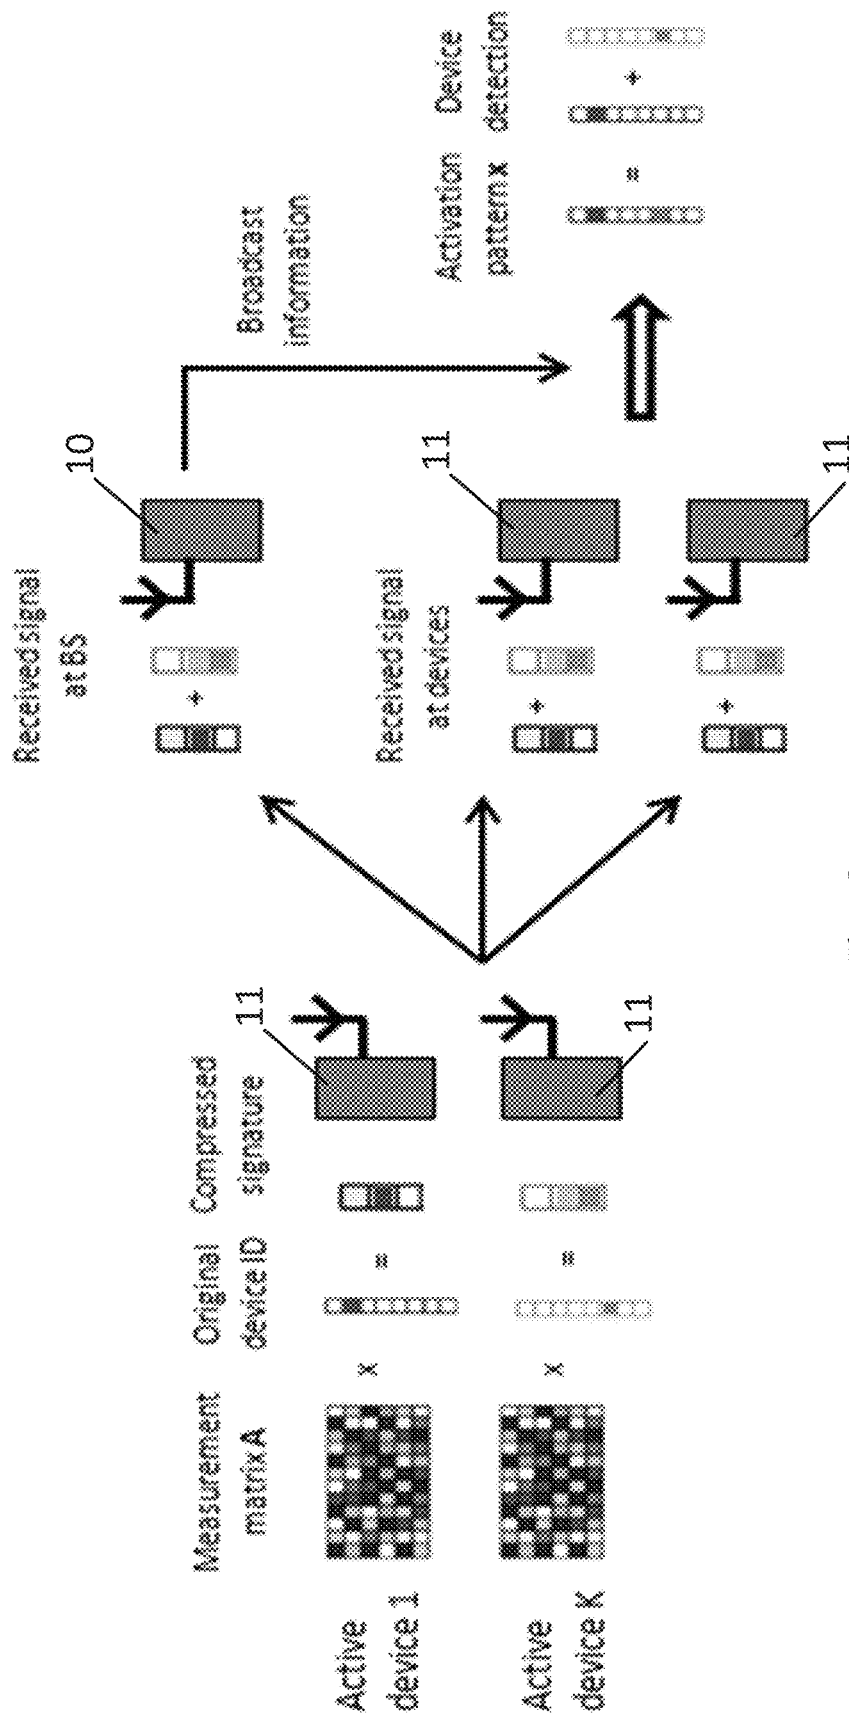 Active
device 1
Active
device K
Measurement
matrix A
x
x
Original
device ID
=
=
Compressed
signature
11
11
Received signal
at BS
+
10
Received signal
at devices
+
11
+
11
Broadcast
information
Activation
pattern x
=
Device
detection
+